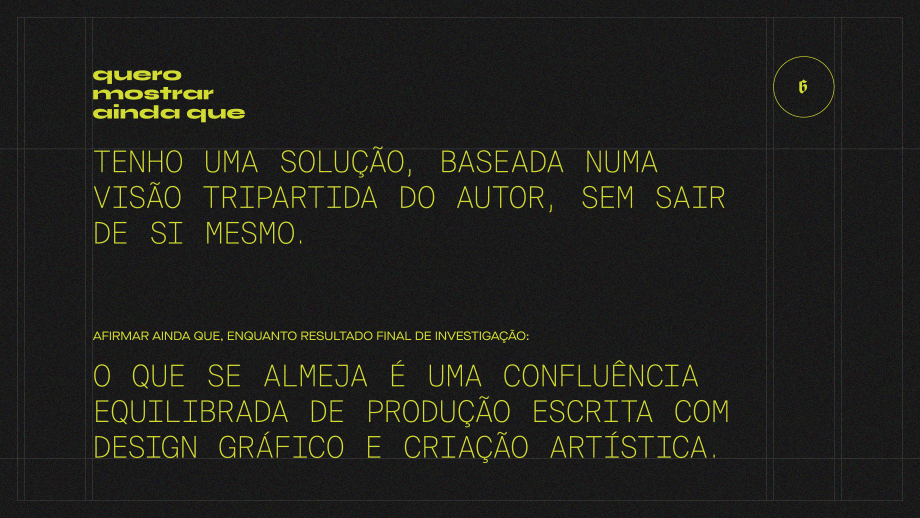 quero
mostrar
ainda que
6
TENHO UMA SOLUÇÃO, BASEADA NUMA
VISÃO TRIPARTIDA DO AUTOR, SEM SAIR
DE SI MESMO.
AFIRMAR AINDA QUE, ENQUANTO RESULTADO FINAL DE INVESTIGAÇÃO:
O QUE SE ALMEJA É UMA CONFLUÊNCIA
EQUILIBRADA DE PRODUÇÃO ESCRITA COM
DESIGN GRÁFICO E CRIAÇÃO ARTÍSTICA.